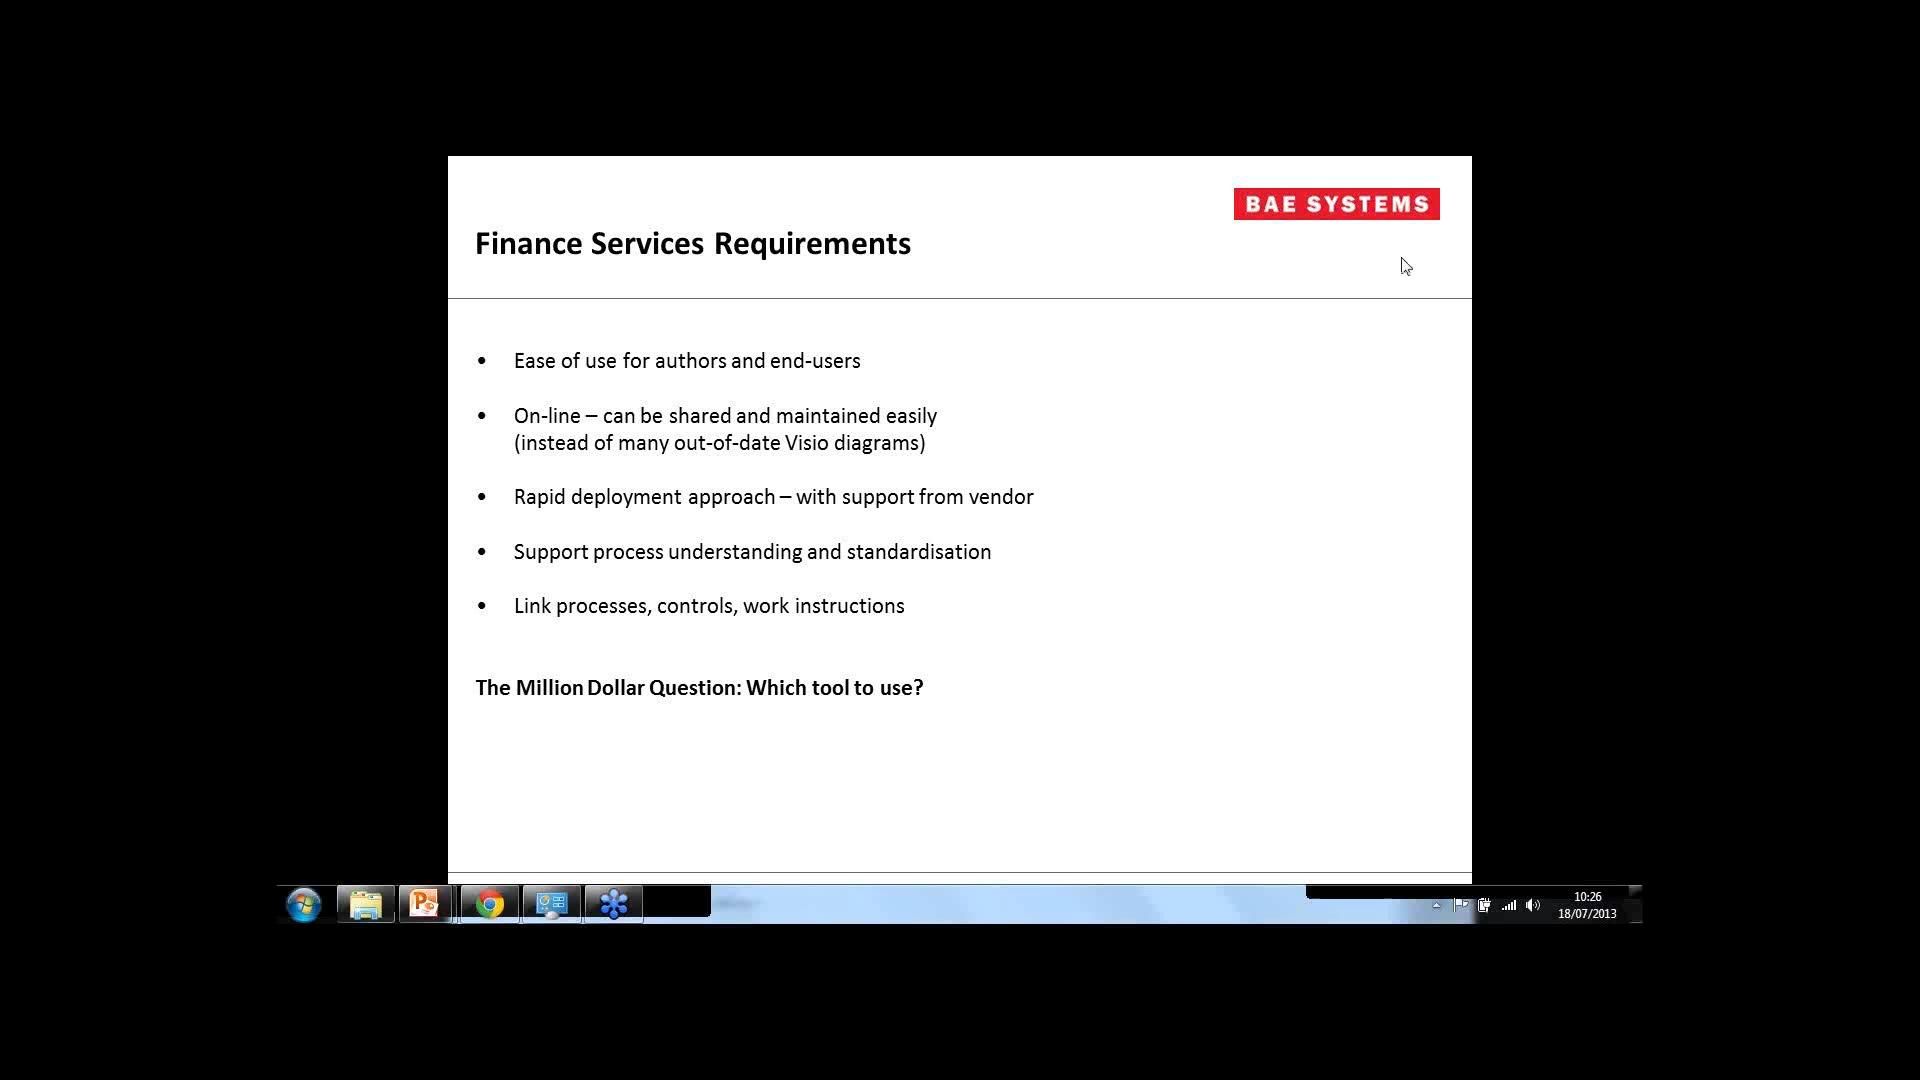 BAE SYSTEMS
Finance Services Requirements
• Ease of use for authors and end-users
• On-line – can be shared and maintained easily
(instead of many out-of-date Visio diagrams)
• Rapid deployment approach – with support from vendor
• Support process understanding and standardisation
• Link processes, controls, work instructions
The Million Dollar Question: Which tool to use?
10:26
18/07/2013